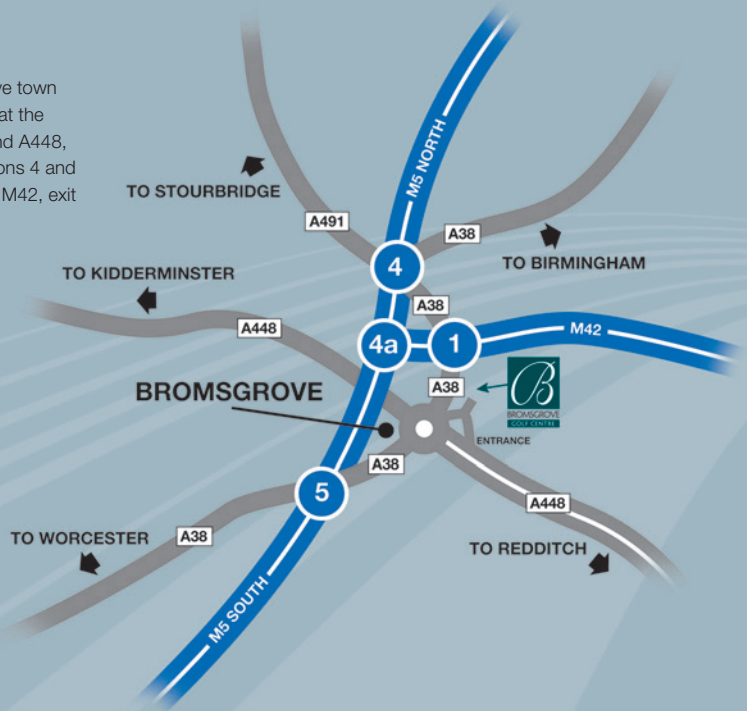 ve town
at the
nd A448,
ons 4 and
M42, exit
M5 NORTH
TO STOURBRIDGE
A491
A38
TO BIRMINGHAM
4
TO KIDDERMINSTER
A38
A448
4a
1
M42
BROMSGROVE
A38
B
BROMSGROVE
GOLF CENTRE
ENTRANCE
A38
5
A448
TO WORCESTER
A38
TO REDDITCH
M5 SOUTH